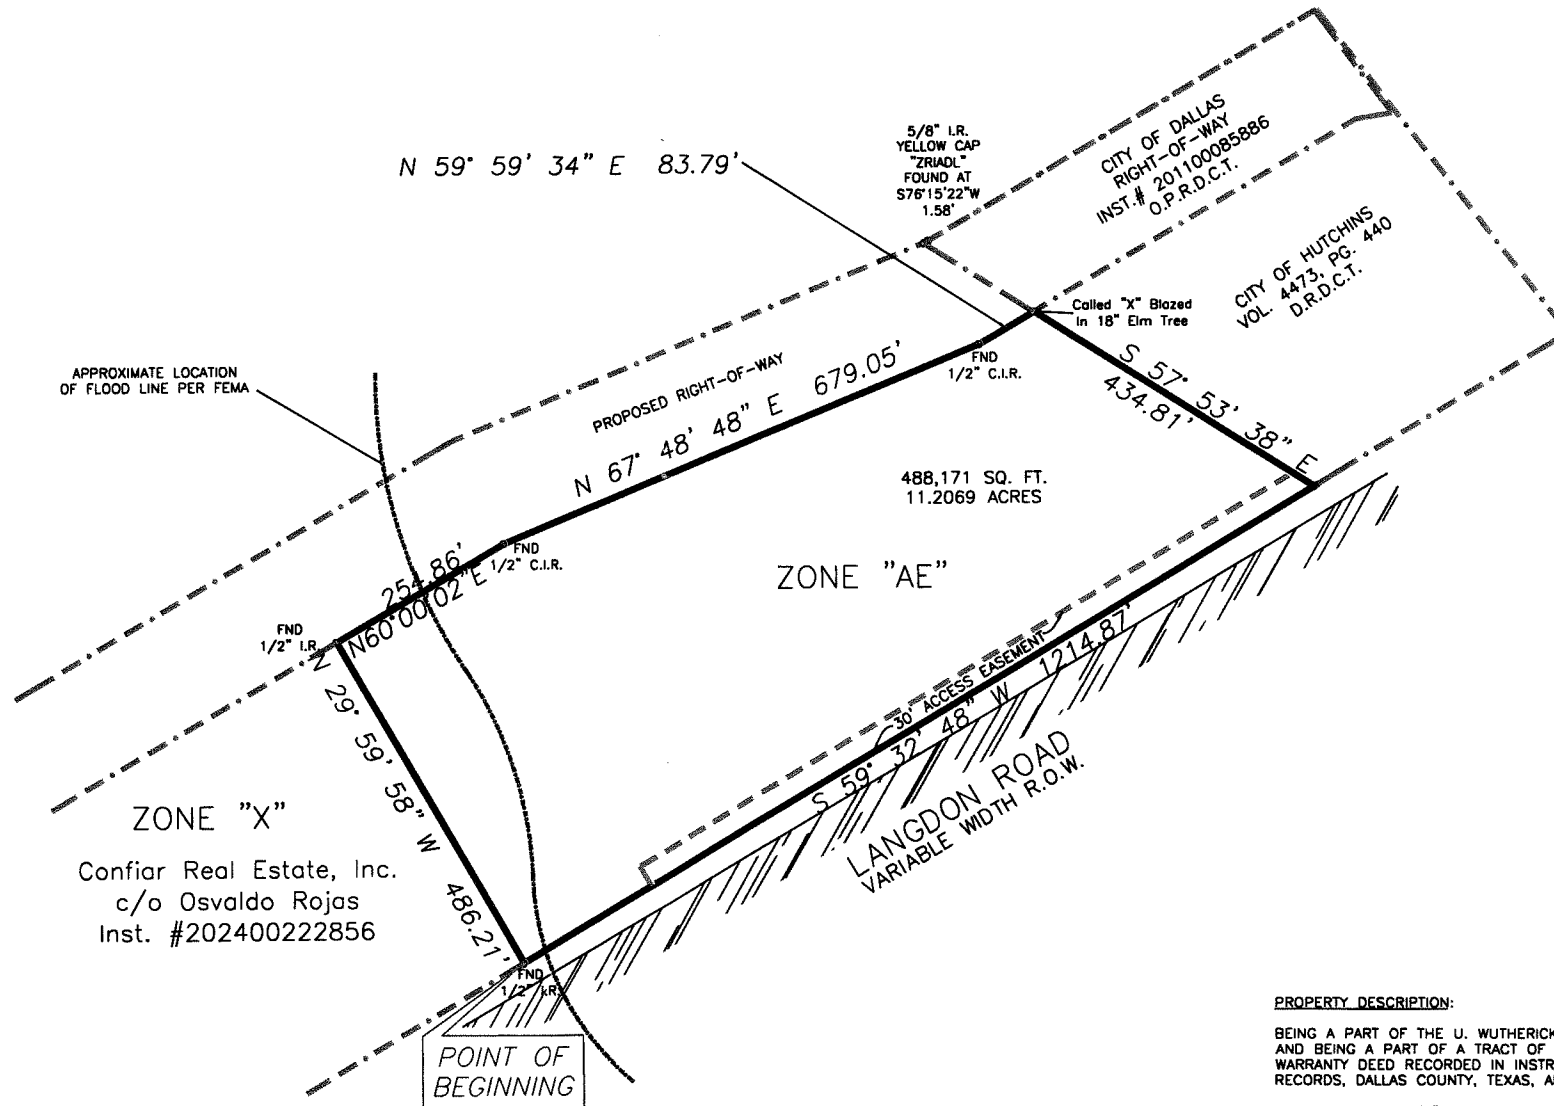 N 59° 59' 34" E 83.79'
5/8" I.R.
YELLOW CAP
"ZRIADL"
FOUND AT
S76°15'22"W
1.58'
CITY OF DALLAS
RIGHT-OF-WAY
INST.# 201100085886
O.P.R.D.C.T.
CITY OF HUTCHINS
VOL. 4473, PG. 440
D.R.D.C.T.
Called "X" Blazed
In 18" Elm Tree
APPROXIMATE LOCATION
OF FLOOD LINE PER FEMA
PROPOSED RIGHT-OF-WAY
N 67° 48' 48" E 679.05'
FND
1/2" C.I.R.
S 57° 53' 38" E
434.81'
488,171 SQ. FT.
11.2069 ACRES
FND
1/2" C.I.R.
254.86'
N60°00'02"E
ZONE "AE"
FND
1/2" I.R.
N 29° 59' 58" W 486.21'
30' ACCESS EASEMENT
S 59° 32' 48" W 1214.87'
LANGDON ROAD
VARIABLE WIDTH R.O.W.
ZONE "X"
Confiar Real Estate, Inc.
c/o Osvaldo Rojas
Inst. #202400222856
FND
1/2"
POINT OF
BEGINNING
PROPERTY DESCRIPTION:
BEING A PART OF THE U. WUTHERICK
AND BEING A PART OF A TRACT OF
WARRANTY DEED RECORDED IN INSTR
RECORDS, DALLAS COUNTY, TEXAS,